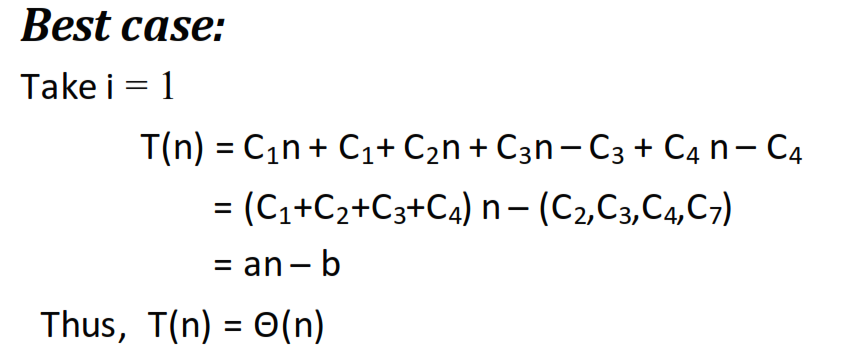 Best case:
Take i = 1
T(n) = C₁n + C₁+ C₂n + C₃n – C₃ + C₄ n – C₄
= (C₁+C₂+C₃+C₄) n – (C₂,C₃,C₄,C₇)
= an – b
Thus, T(n) = Θ(n)